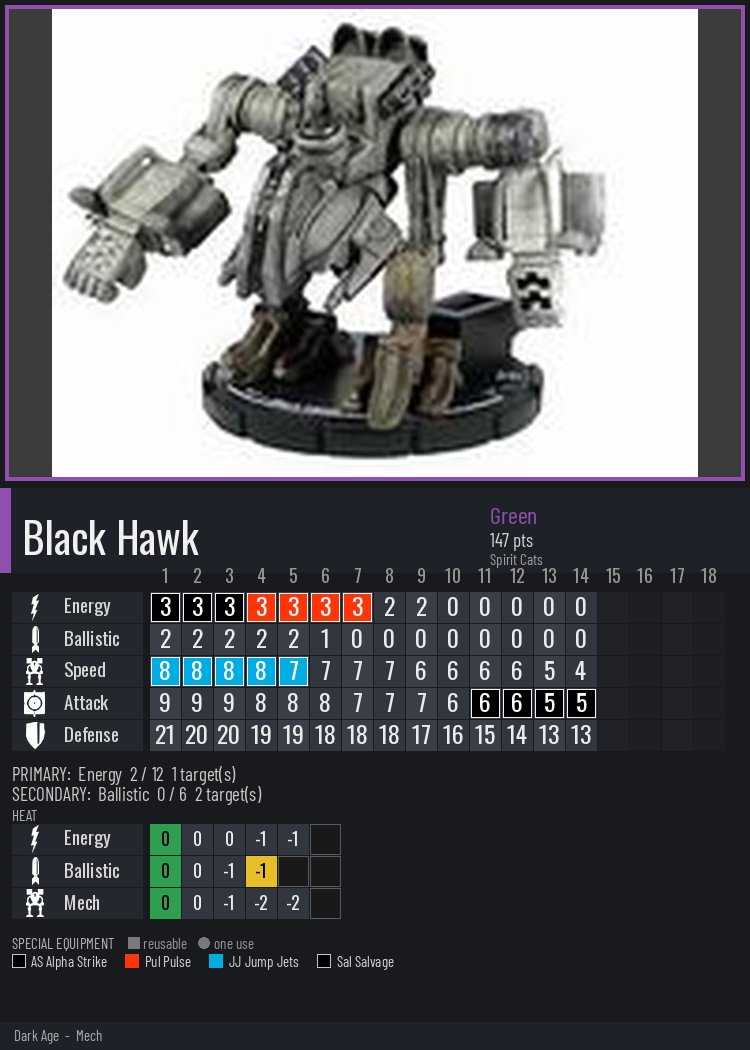 Black Hawk
Green
147 pts
Spirit Cats
1 2 3 4 5 6 7 8 9 10 11 12 13 14 15 16 17 18
Energy 3 3 3 3 3 3 3 2 2 0 0 0 0 0
Ballistic 2 2 2 2 2 1 0 0 0 0 0 0 0 0
Speed 8 8 8 8 7 7 7 7 6 6 6 6 5 4
Attack 9 9 9 8 8 8 7 7 7 6 6 6 5 5
Defense 21 20 20 19 19 18 18 18 17 16 15 14 13 13
PRIMARY: Energy 2 / 12 1 target(s)
SECONDARY: Ballistic 0 / 6 2 target(s)
HEAT
Energy 0 0 0 -1 -1
Ballistic 0 0 -1 -1
Mech 0 0 -1 -2 -2
SPECIAL EQUIPMENT reusable one use
AS Alpha Strike Pul Pulse JJ Jump Jets Sal Salvage
Dark Age - Mech